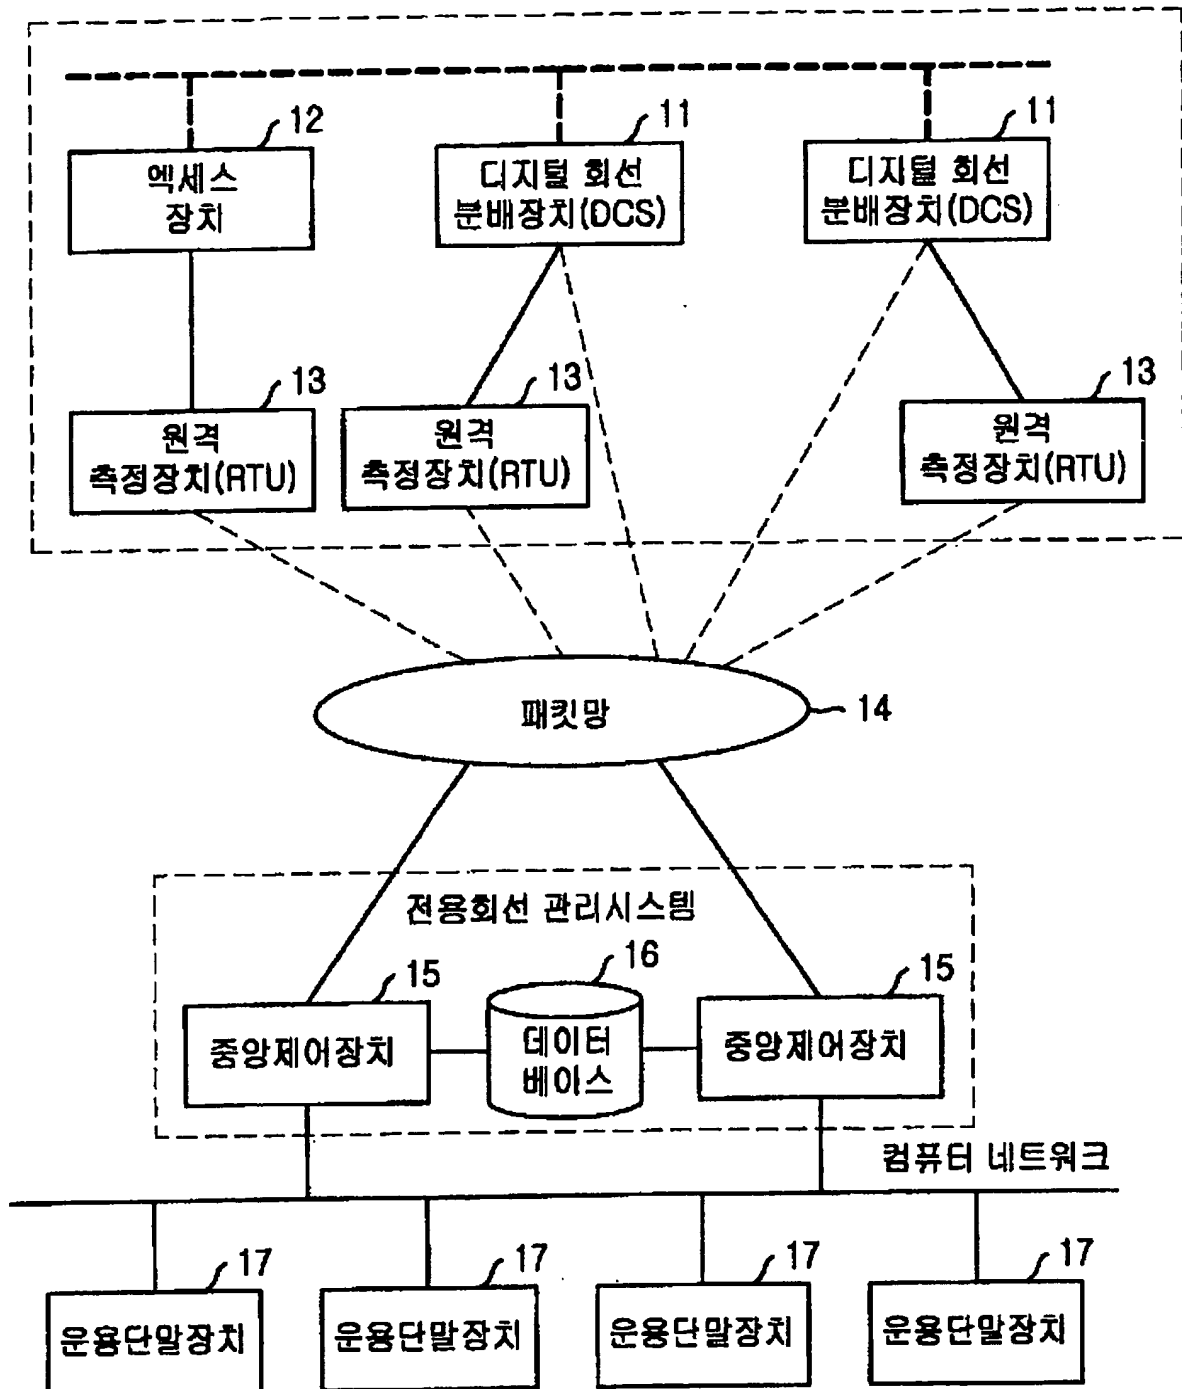 12
엑세스
장치
11
디지털 회선
분배장치(DCS)
11
디지털 회선
분배장치(DCS)
13
원격
측정장치(RTU)
13
원격
측정장치(RTU)
13
원격
측정장치(RTU)
패킷망
14
전용회선 관리시스템
15
중앙제어장치
16
데이터
베이스
15
중앙제어장치
컴퓨터 네트워크
17
운용단말장치
17
운용단말장치
17
운용단말장치
17
운용단말장치